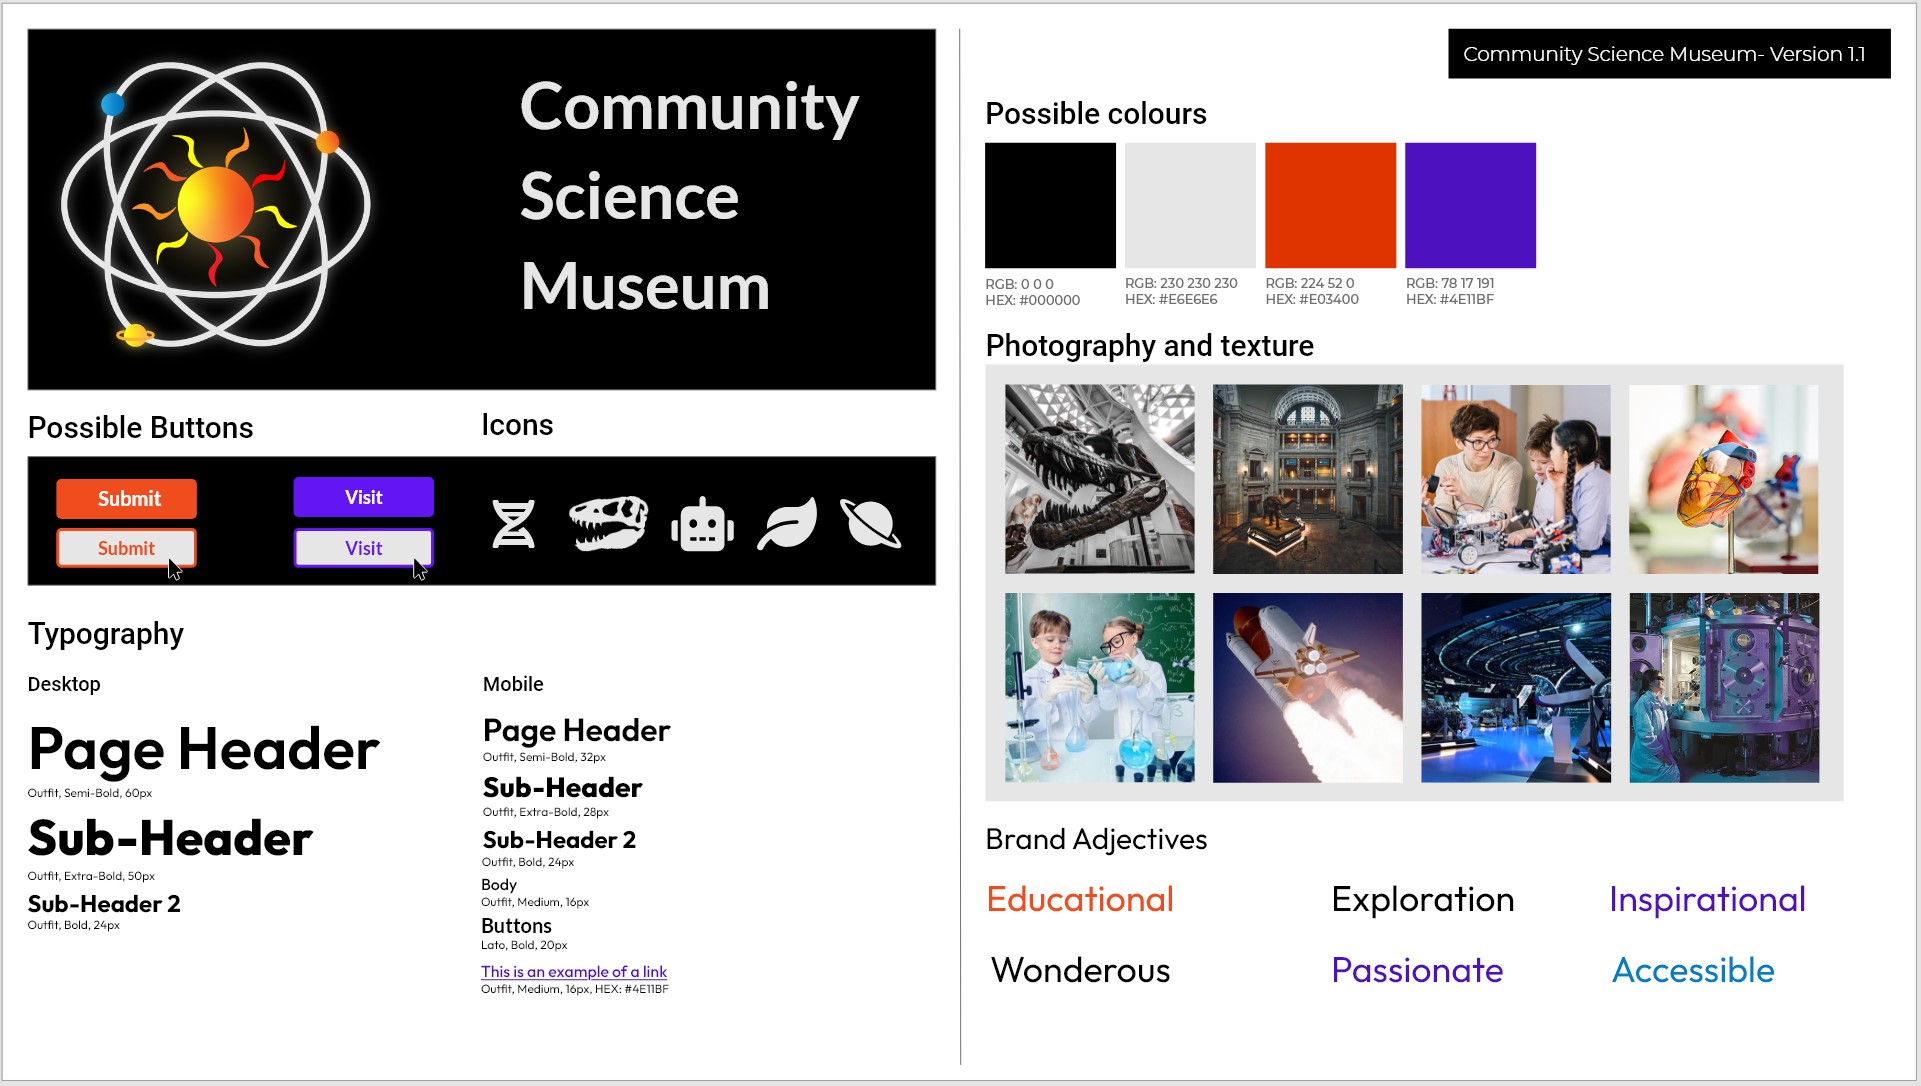 Community
Science
Museum
Possible Buttons
Icons
Submit
Visit
Submit
Visit
Typography
Desktop
Page Header
Outfit, Semi-Bold, 60px
Sub-Header
Outfit, Extra-Bold, 50px
Sub-Header 2
Outfit, Bold, 24px
Mobile
Page Header
Outfit, Semi-Bold, 32px
Sub-Header
Outfit, Extra-Bold, 28px
Sub-Header 2
Outfit, Bold, 24px
Body
Outfit, Medium, 16px
Buttons
Lato, Bold, 20px
This is an example of a link
Outfit, Medium, 16px, HEX: #4E11BF
Community Science Museum- Version 1.1
Possible colours
RGB: 0 0 0
HEX: #000000
RGB: 230 230 230
HEX: #E6E6E6
RGB: 224 52 0
HEX: #E03400
RGB: 78 17 191
HEX: #4E11BF
Photography and texture
Brand Adjectives
Educational
Exploration
Inspirational
Wonderous
Passionate
Accessible